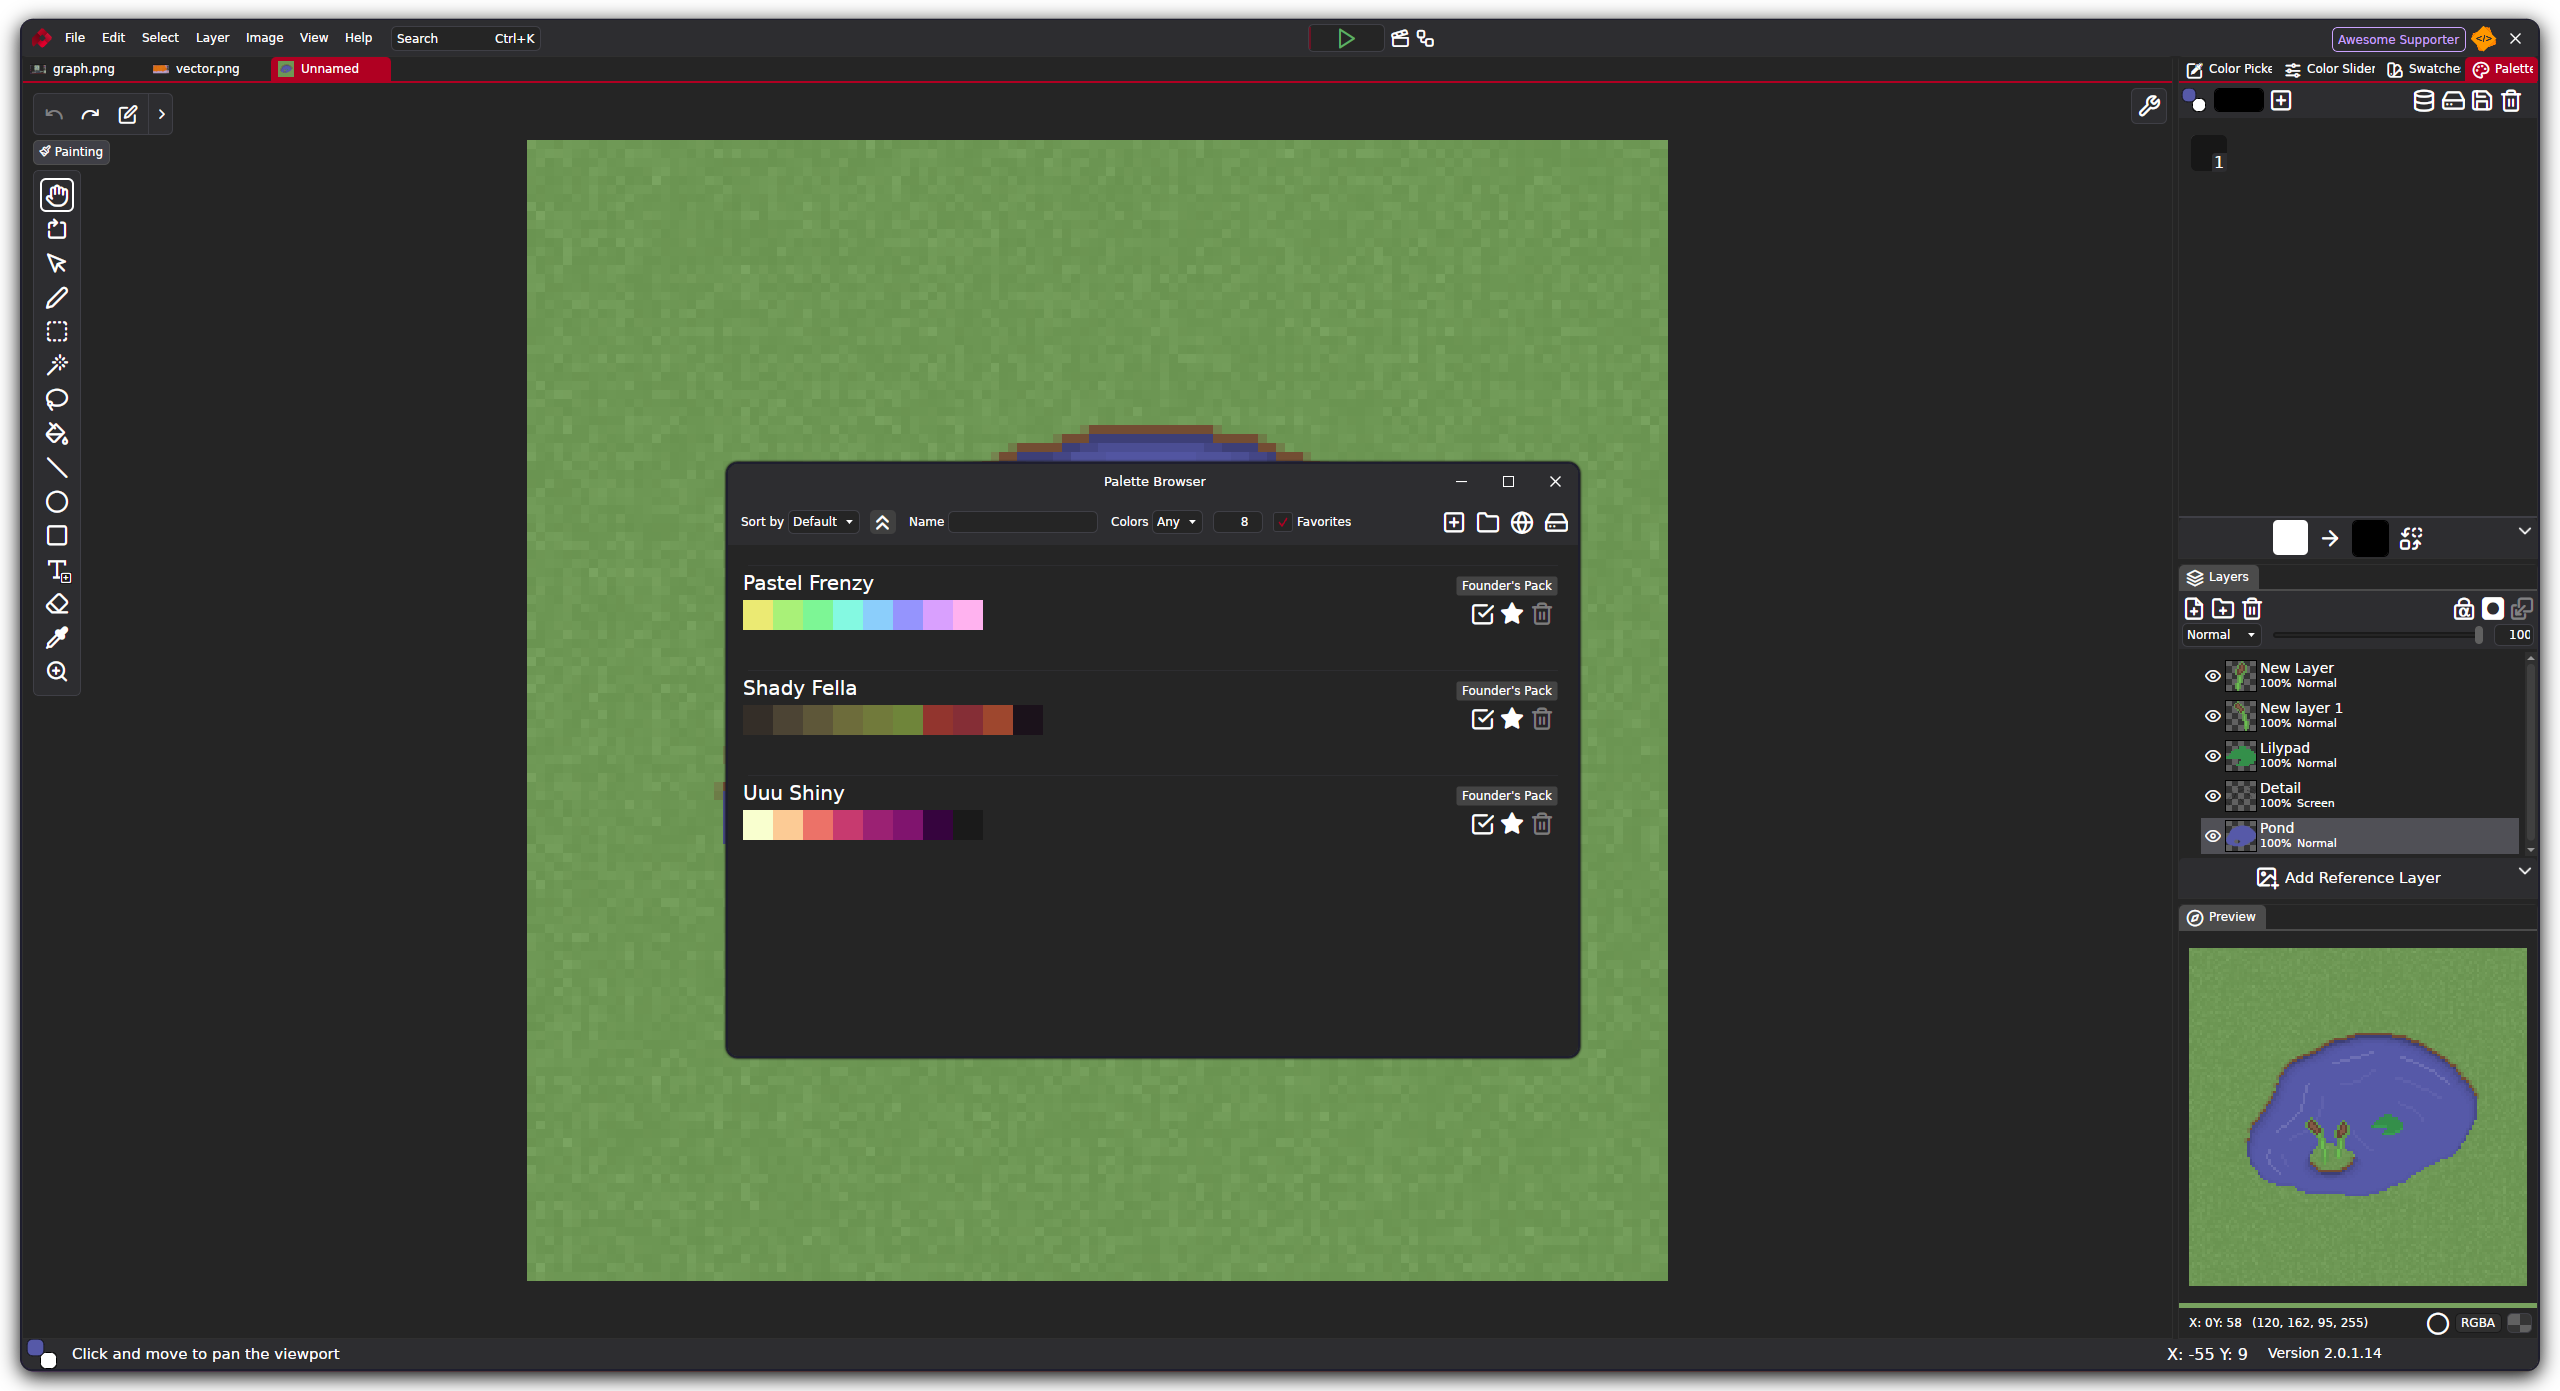 File Edit Select Layer Image View Help Search Ctrl+K
Awesome Supporter
graph.png vector.png Unnamed
Color Picke Color Slider Swatche Palette
Painting
1
Palette Browser
Sort by Default Name Colors Any 8 Favorites
Pastel Frenzy Founder's Pack
Shady Fella Founder's Pack
Uuu Shiny Founder's Pack
Layers
Normal 100
New Layer
100% Normal
New layer 1
100% Normal
Lilypad
100% Normal
Detail
100% Screen
Pond
100% Normal
Add Reference Layer
Preview
X: 0Y: 58 (120, 162, 95, 255) RGBA
Click and move to pan the viewport
X: -55 Y: 9 Version 2.0.1.14